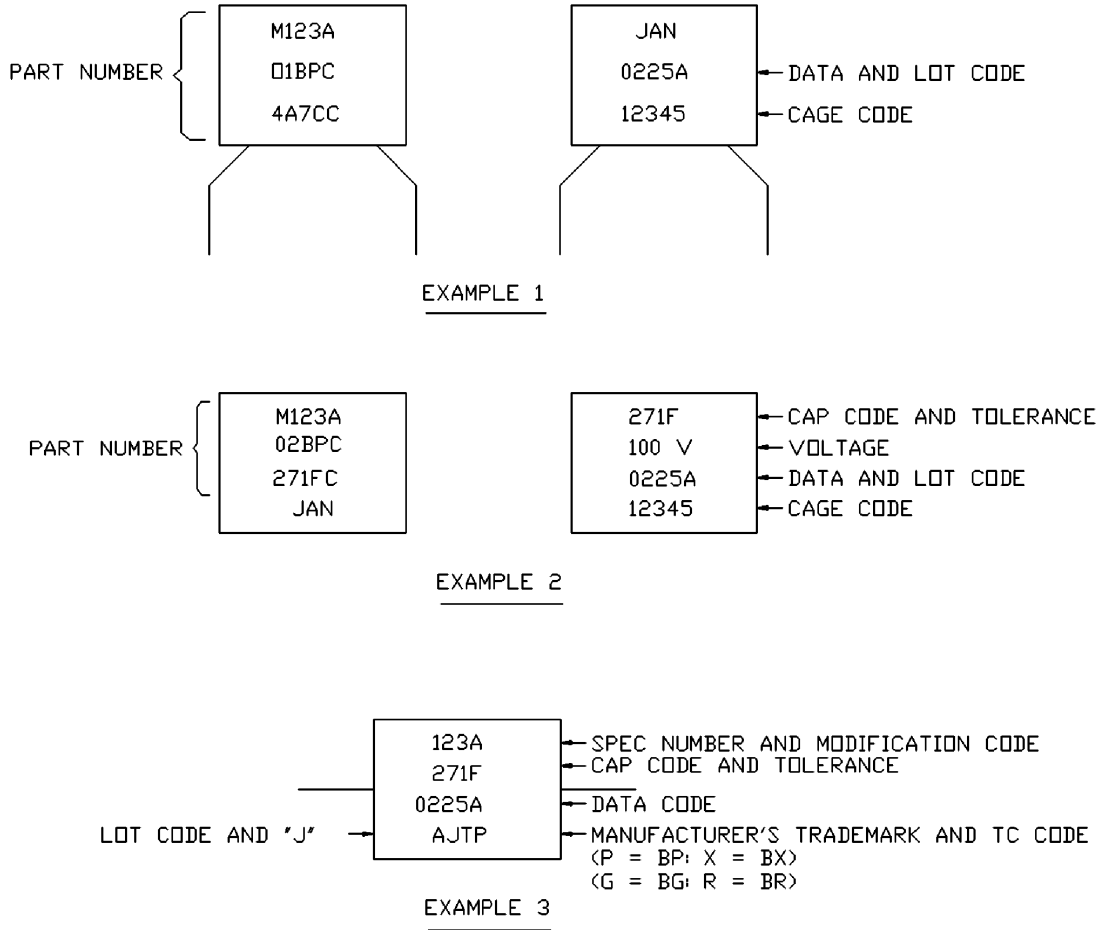 M123A
PART NUMBER
01BPC
4A7CC
JAN
0225A
DATA AND LOT CODE
12345
CAGE CODE
EXAMPLE 1
M123A
PART NUMBER
02BPC
271FC
JAN
271F
CAP CODE AND TOLERANCE
100 V
VOLTAGE
0225A
DATA AND LOT CODE
12345
CAGE CODE
EXAMPLE 2
123A
SPEC NUMBER AND MODIFICATION CODE
271F
CAP CODE AND TOLERANCE
0225A
DATA CODE
LOT CODE AND "J"
AJTP
MANUFACTURER'S TRADEMARK AND TC CODE
(P = BP; X = BX)
(G = BG; R = BR)
EXAMPLE 3